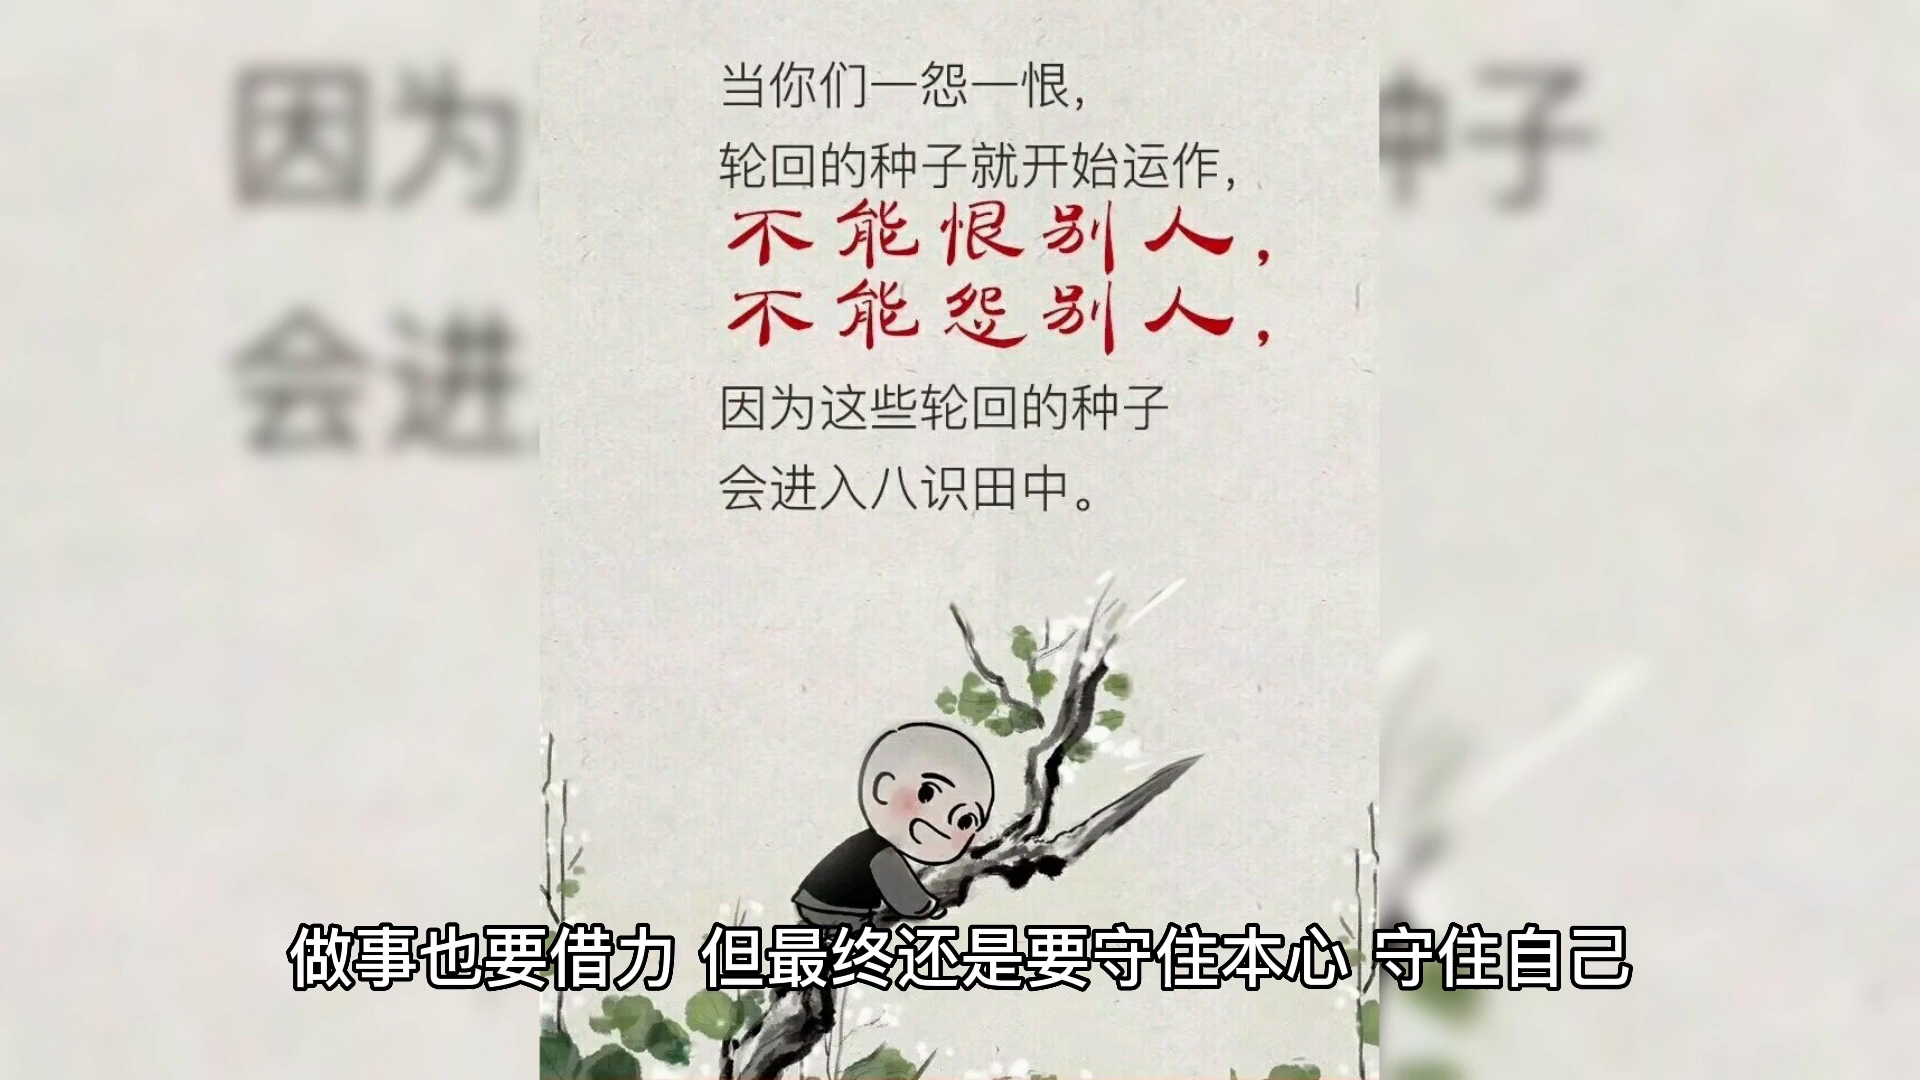 当你们一怨一恨，
轮回的种子就开始运作，
不能恨别人，
不能怨别人，
因为这些轮回的种子
会进入八识田中。
做事也要借力 但最终还是要守住本心 守住自己